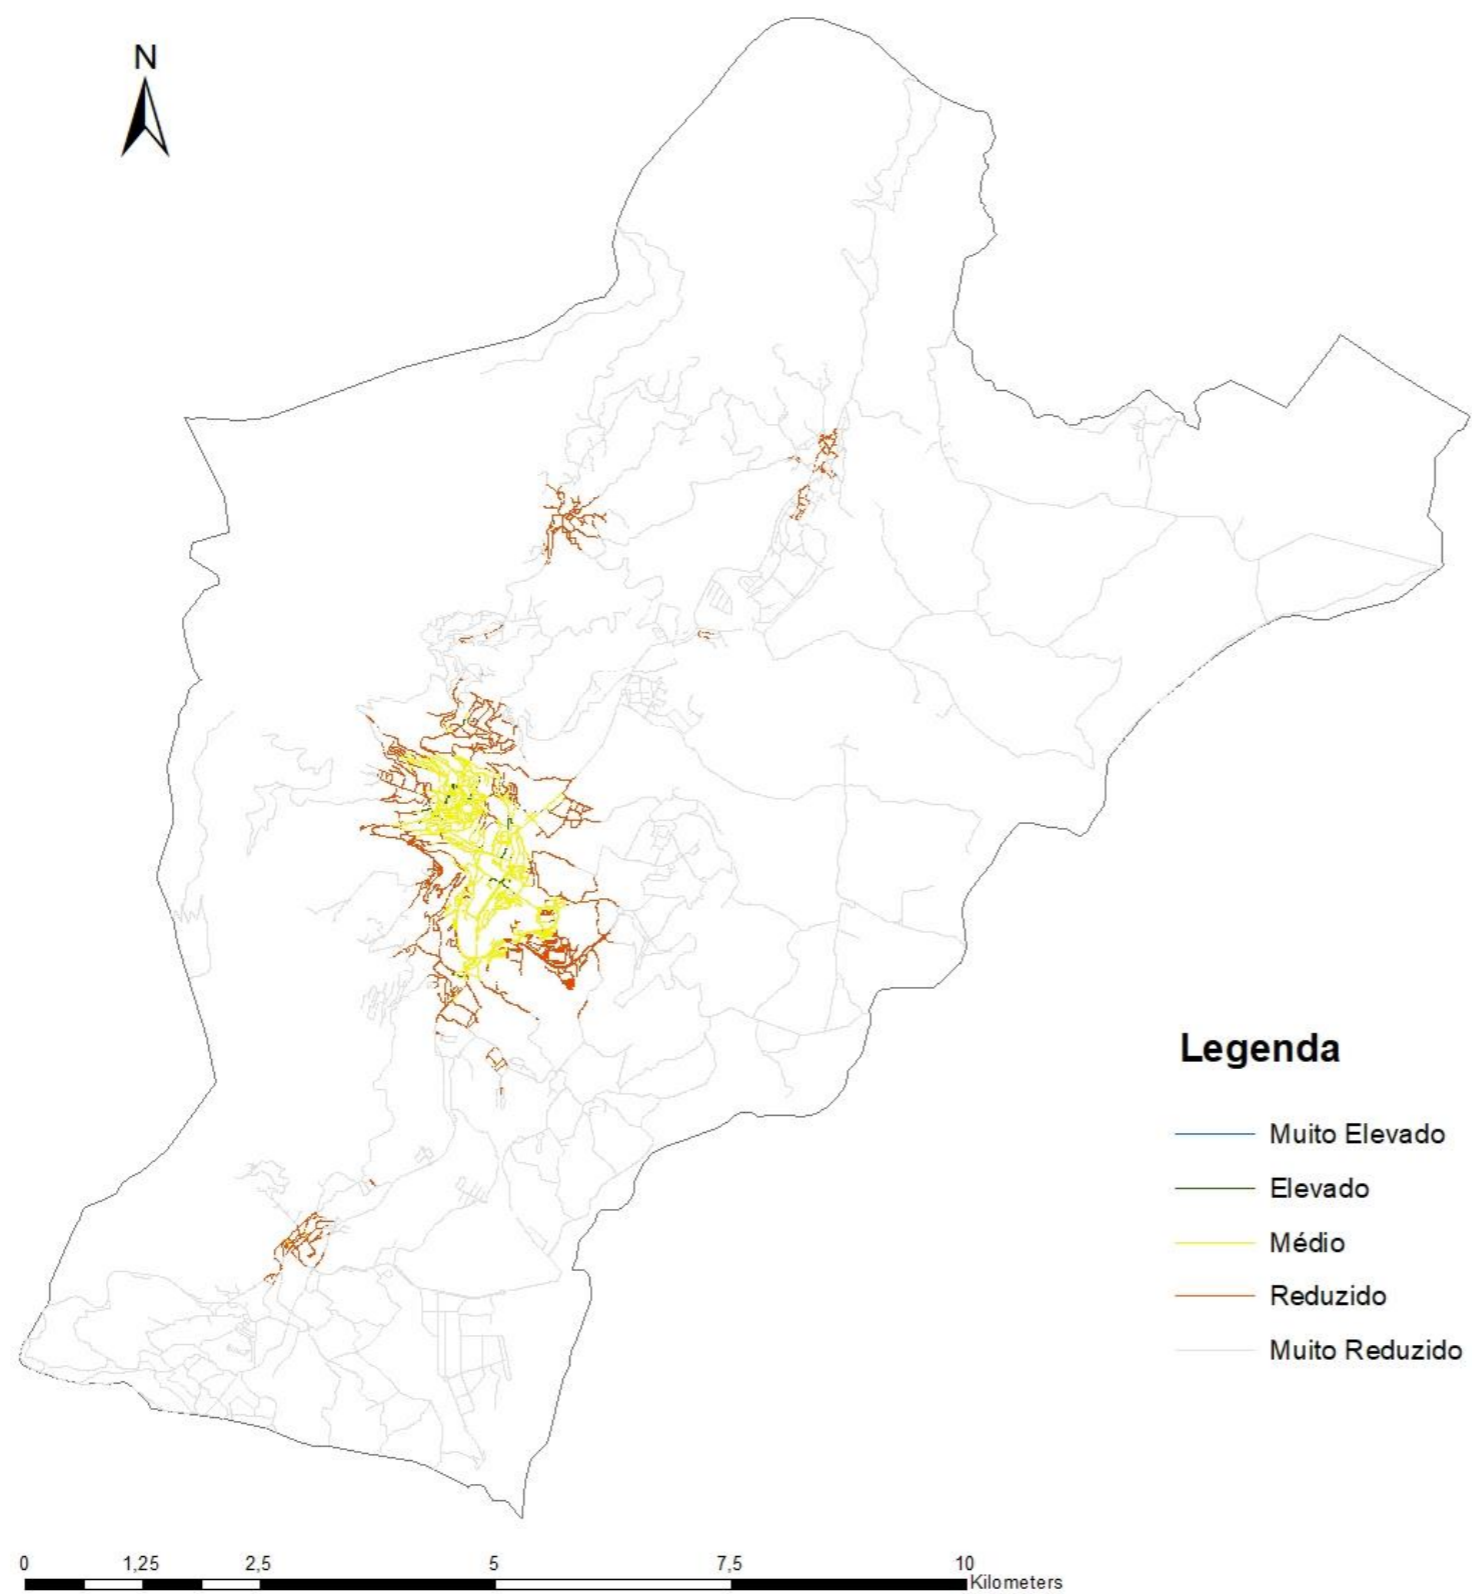 N
Legenda
Muito Elevado
Elevado
Médio
Reduzido
Muito Reduzido
0 1,25 2,5 5 7,5 10
Kilometers